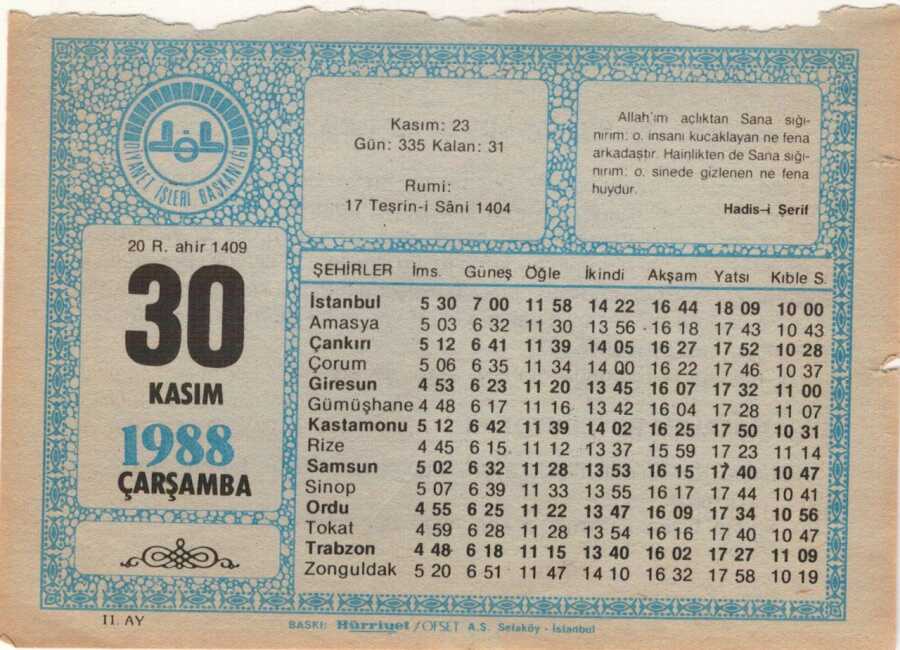 DİYANET İŞLERİ BAŞKANLIĞI
Kasım: 23
Gün: 335 Kalan: 31
Rumi:
17 Teşrin-i Sâni 1404
Allah'ım açlıktan Sana sığı-
nırım: o, insanı kucaklayan ne fena
arkadaştır. Hainlikten de Sana sığı-
nırım: o, sinede gizlenen ne fena
huydur.
Hadis-i Şerif
20 R. ahir 1409
30
KASIM
1988
ÇARŞAMBA
ŞEHİRLER İms. Güneş Öğle İkindi Akşam Yatsı Kıble S.
İstanbul 5 30 7 00 11 58 14 22 16 44 18 09 10 00
Amasya 5 03 6 32 11 30 13 56 16 18 17 43 10 43
Çankırı 5 12 6 41 11 39 14 05 16 27 17 52 10 28
Çorum 5 06 6 35 11 34 14 00 16 22 17 46 10 37
Giresun 4 53 6 23 11 20 13 45 16 07 17 32 11 00
Gümüşhane 4 48 6 17 11 16 13 42 16 04 17 28 11 07
Kastamonu 5 12 6 42 11 39 14 02 16 25 17 50 10 31
Rize 4 45 6 15 11 12 13 37 15 59 17 23 11 14
Samsun 5 02 6 32 11 28 13 53 16 15 17 40 10 47
Sinop 5 07 6 39 11 33 13 55 16 17 17 44 10 41
Ordu 4 55 6 25 11 22 13 47 16 09 17 34 10 56
Tokat 4 59 6 28 11 28 13 54 16 16 17 40 10 47
Trabzon 4 48 6 18 11 15 13 40 16 02 17 27 11 09
Zonguldak 5 20 6 51 11 47 14 10 16 32 17 58 10 19
11. AY
BASKI: Hürriyet / OFSET A.Ş. Sefaköy - İstanbul